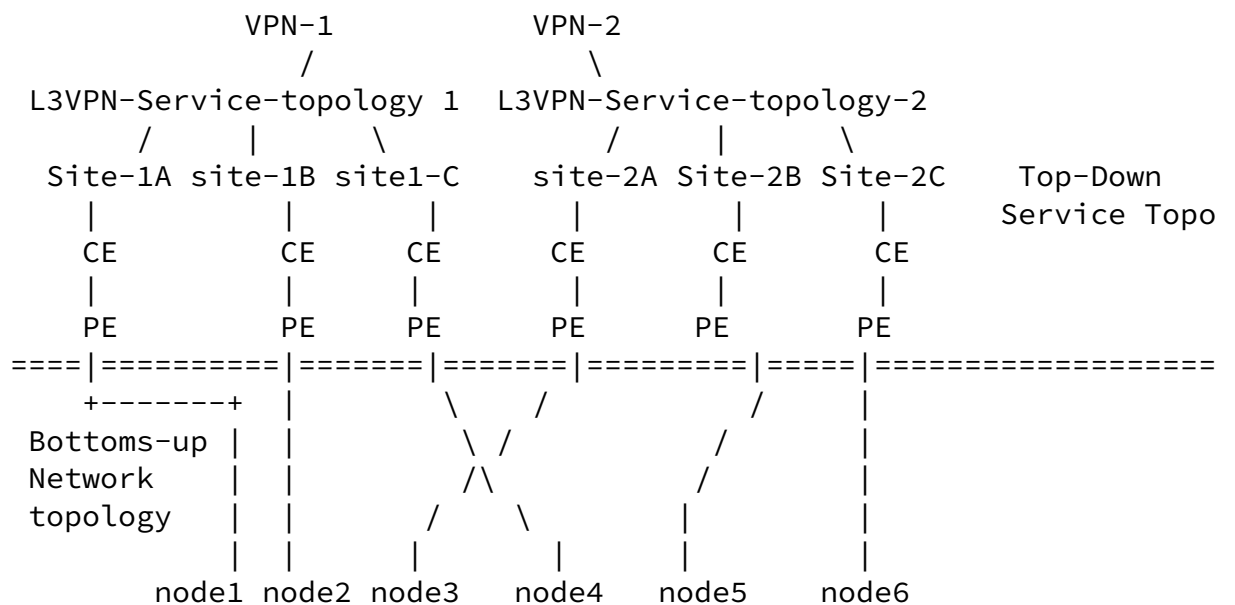 VPN-1 VPN-2
/ \
L3VPN-Service-topology 1 L3VPN-Service-topology-2
/ | \ / | \
Site-1A site-1B site1-C site-2A Site-2B Site-2C Top-Down
| | | | | | Service Topo
CE CE CE CE CE CE
| | | | | |
PE PE PE PE PE PE
====|==========|=======|=======|=========|=====|===================
+-------+ | \ / / |
Bottoms-up | | \ / / |
Network | | /\ / |
topology | | / \ | |
| | | | | |
node1 node2 node3 node4 node5 node6